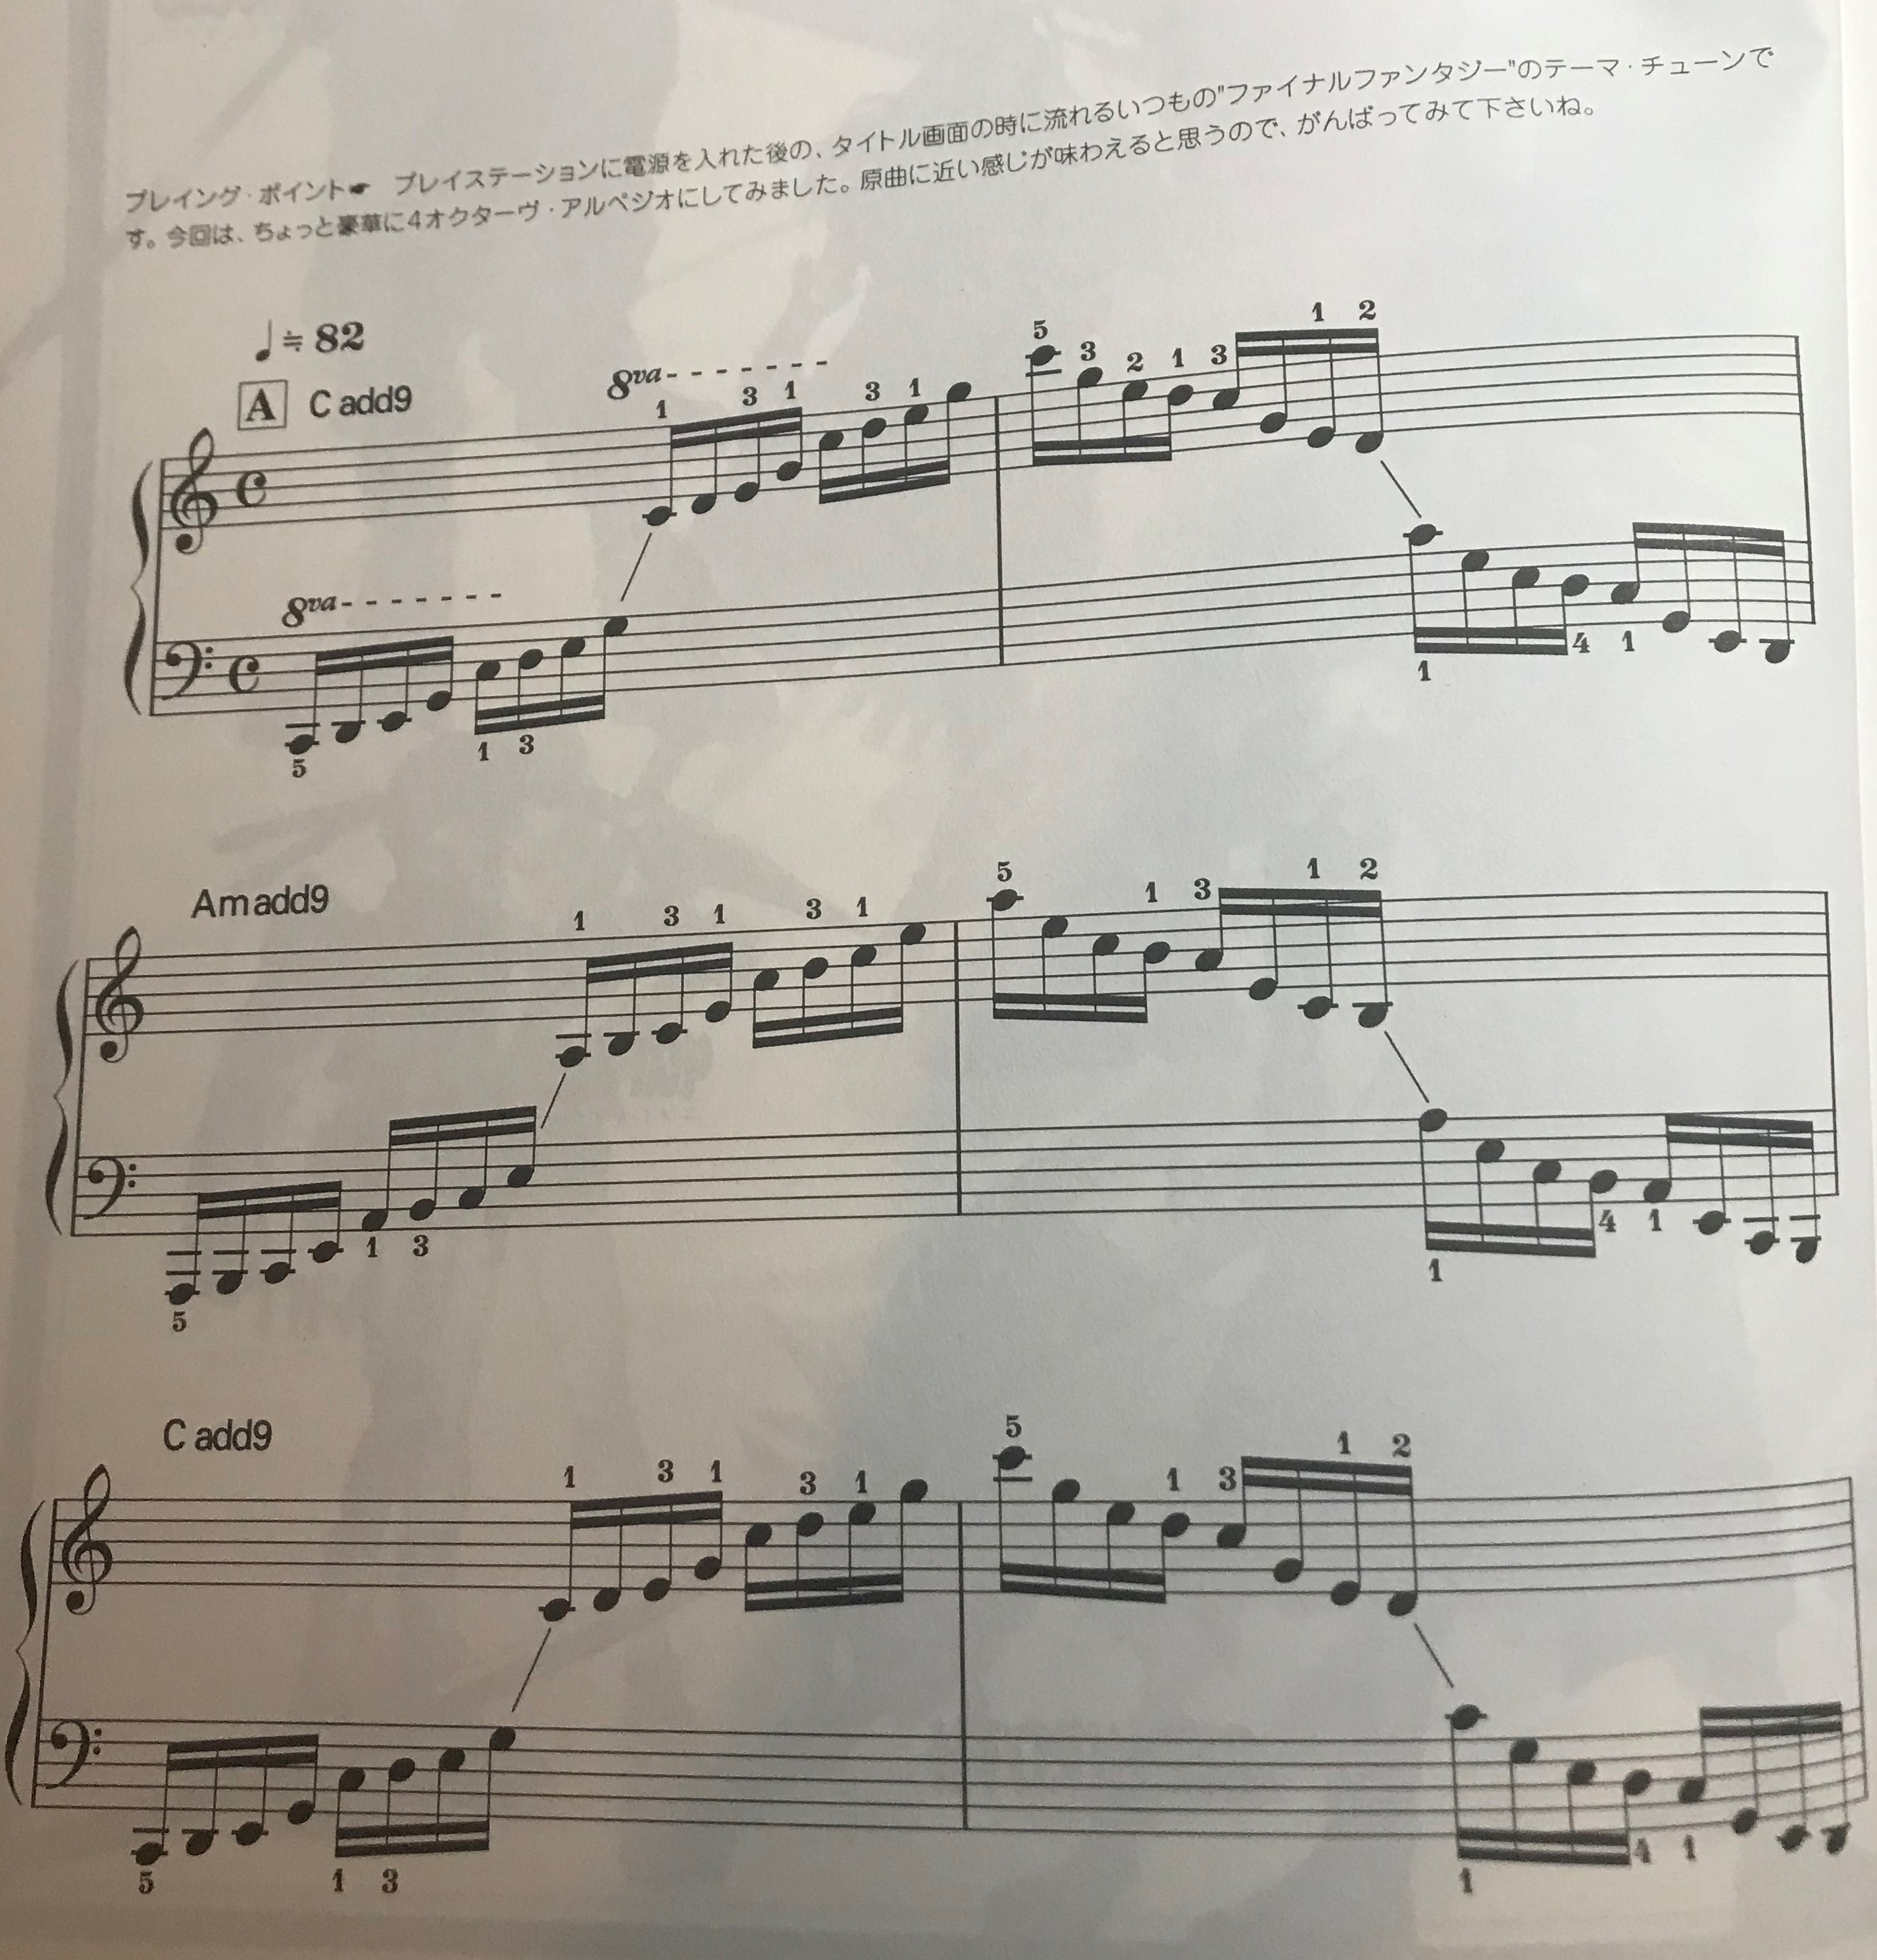 プレイング・ポイント☛ プレイステーションに電源を入れた後の、タイトル画面の時に流れるいつもの"ファイナルファンタジー"のテーマ・チューンで
す。今回は、ちょっと豪華に4オクターヴ・アルペジオにしてみました。原曲に近い感じが味わえると思うので、がんばってみて下さいね。
♩≒82
A C add9
8va
1 3 1 3 1
5 3 2 1 3 1 2
8va
5 1 3
1 4 1
Am add9
1 3 1 3 1
5 1 3 1 2
5 1 3
1 4 1
C add9
1 3 1 3 1
5 1 3 1 2
5 1 3
1 4 1